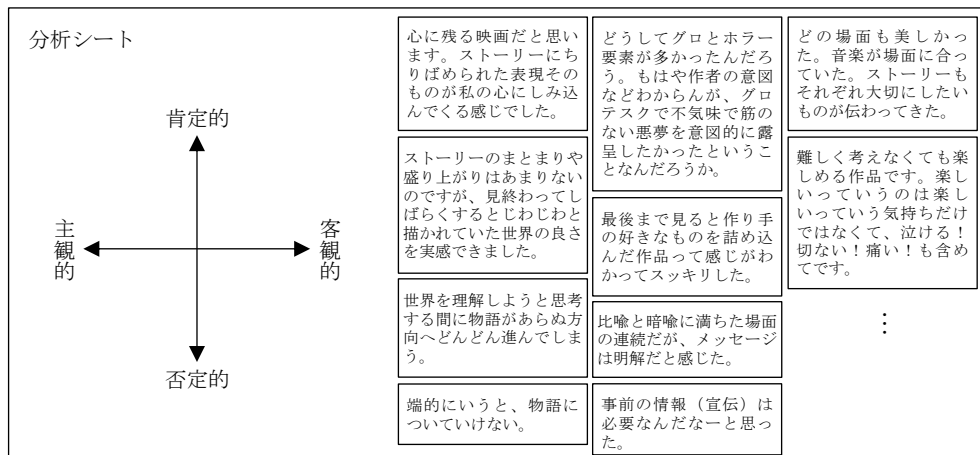 分析シート
肯定的
主観的
客観的
否定的
心に残る映画だと思い
ます。ストーリーにち
りばめられた表現その
ものが私の心にしみ込
んでくる感じでした。
ストーリーのまとまりや
盛り上がりはあまりない
のですが、見終わってし
ばらくするとじわじわと
描かれていた世界の良さ
を実感できました。
世界を理解しようと思考
する間に物語があらぬ方
向へどんどん進んでしま
う。
端的にいうと、物語に
ついていけない。
どうしてグロとホラー
要素が多かったんだろ
う。もはや作者の意図
などわからんが、グロ
テスクで不気味で筋の
ない悪夢を意図的に露
呈したかったというこ
となんだろうか。
最後まで見ると作り手
の好きなものを詰め込
んだ作品って感じがわ
かってスッキリした。
比喩と暗喩に満ちた場面
の連続だが、メッセージ
は明解だと感じた。
事前の情報（宣伝）は
必要なんだなーと思っ
た。
どの場面も美しかっ
た。音楽が場面に合っ
ていた。ストーリーも
それぞれ大切にしたい
ものが伝わってきた。
難しく考えなくても楽
しめる作品です。楽し
いっていうのは楽し
いっていう気持ちだけ
ではなくて、泣ける！
切ない！痛い！も含め
てです。
⋮